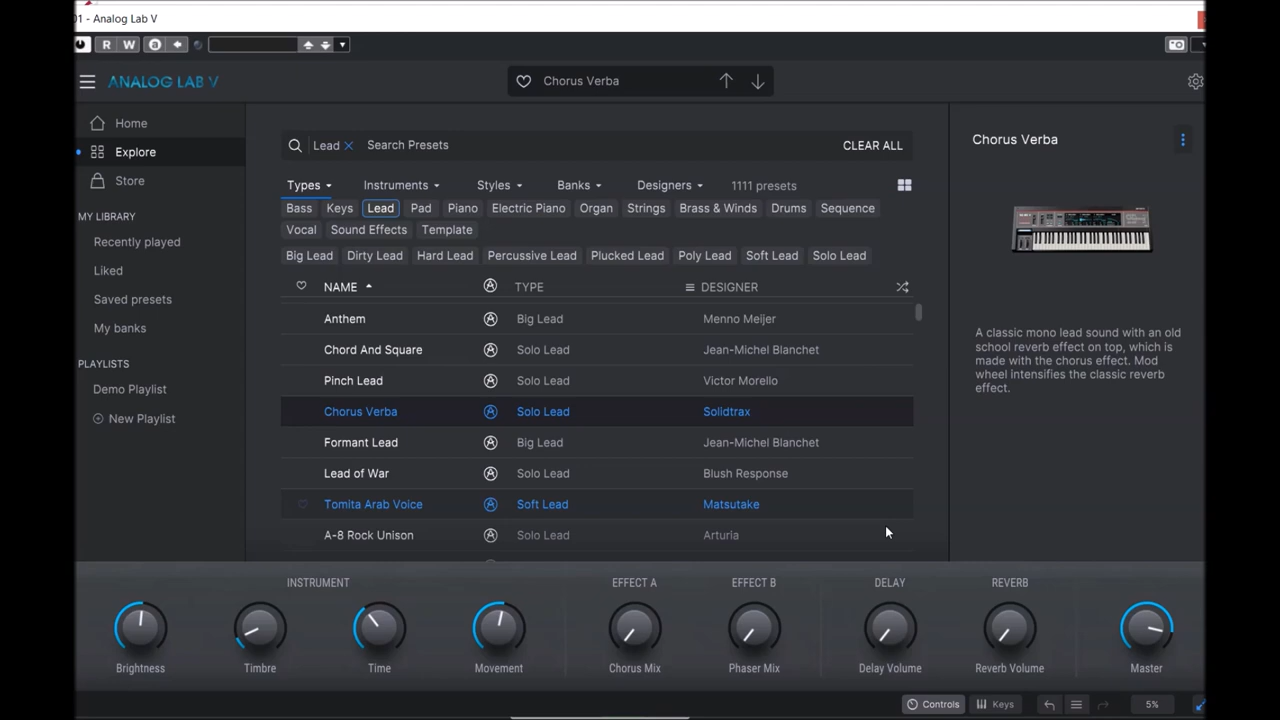 01 - Analog Lab V
R W
ANALOG LAB V
Chorus Verba
Home
Explore
Store
MY LIBRARY
Recently played
Liked
Saved presets
My banks
PLAYLISTS
Demo Playlist
New Playlist
Lead × Search Presets CLEAR ALL
Types Instruments Styles Banks Designers 1111 presets
Bass Keys Lead Pad Piano Electric Piano Organ Strings Brass & Winds Drums Sequence
Vocal Sound Effects Template
Big Lead Dirty Lead Hard Lead Percussive Lead Plucked Lead Poly Lead Soft Lead Solo Lead
NAME TYPE DESIGNER
Anthem Big Lead Menno Meijer
Chord And Square Solo Lead Jean-Michel Blanchet
Pinch Lead Solo Lead Victor Morello
Chorus Verba Solo Lead Solidtrax
Formant Lead Big Lead Jean-Michel Blanchet
Lead of War Solo Lead Blush Response
Tomita Arab Voice Soft Lead Matsutake
A-8 Rock Unison Solo Lead Arturia
Chorus Verba
A classic mono lead sound with an old
school reverb effect on top, which is
made with the chorus effect. Mod
wheel intensifies the classic reverb
effect.
INSTRUMENT EFFECT A EFFECT B DELAY REVERB
Brightness Timbre Time Movement Chorus Mix Phaser Mix Delay Volume Reverb Volume Master
Controls Keys 5%